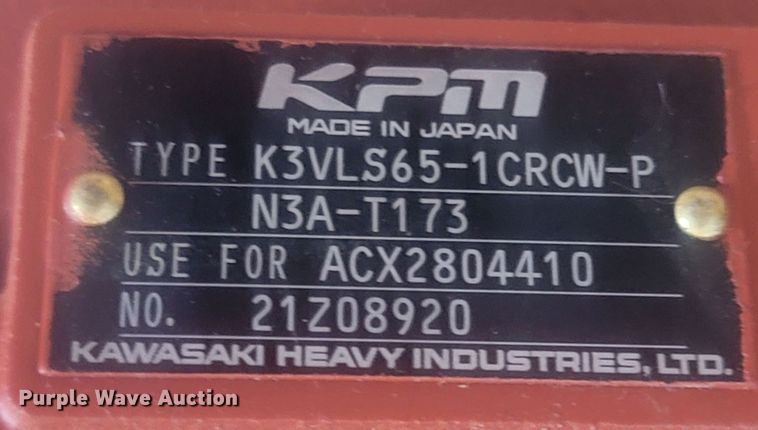 KPM
MADE IN JAPAN
TYPE K3VLS65-1CRCW-P
N3A-T173
USE FOR ACX2804410
NO. 21Z08920
KAWASAKI HEAVY INDUSTRIES, LTD.
Purple Wave Auction